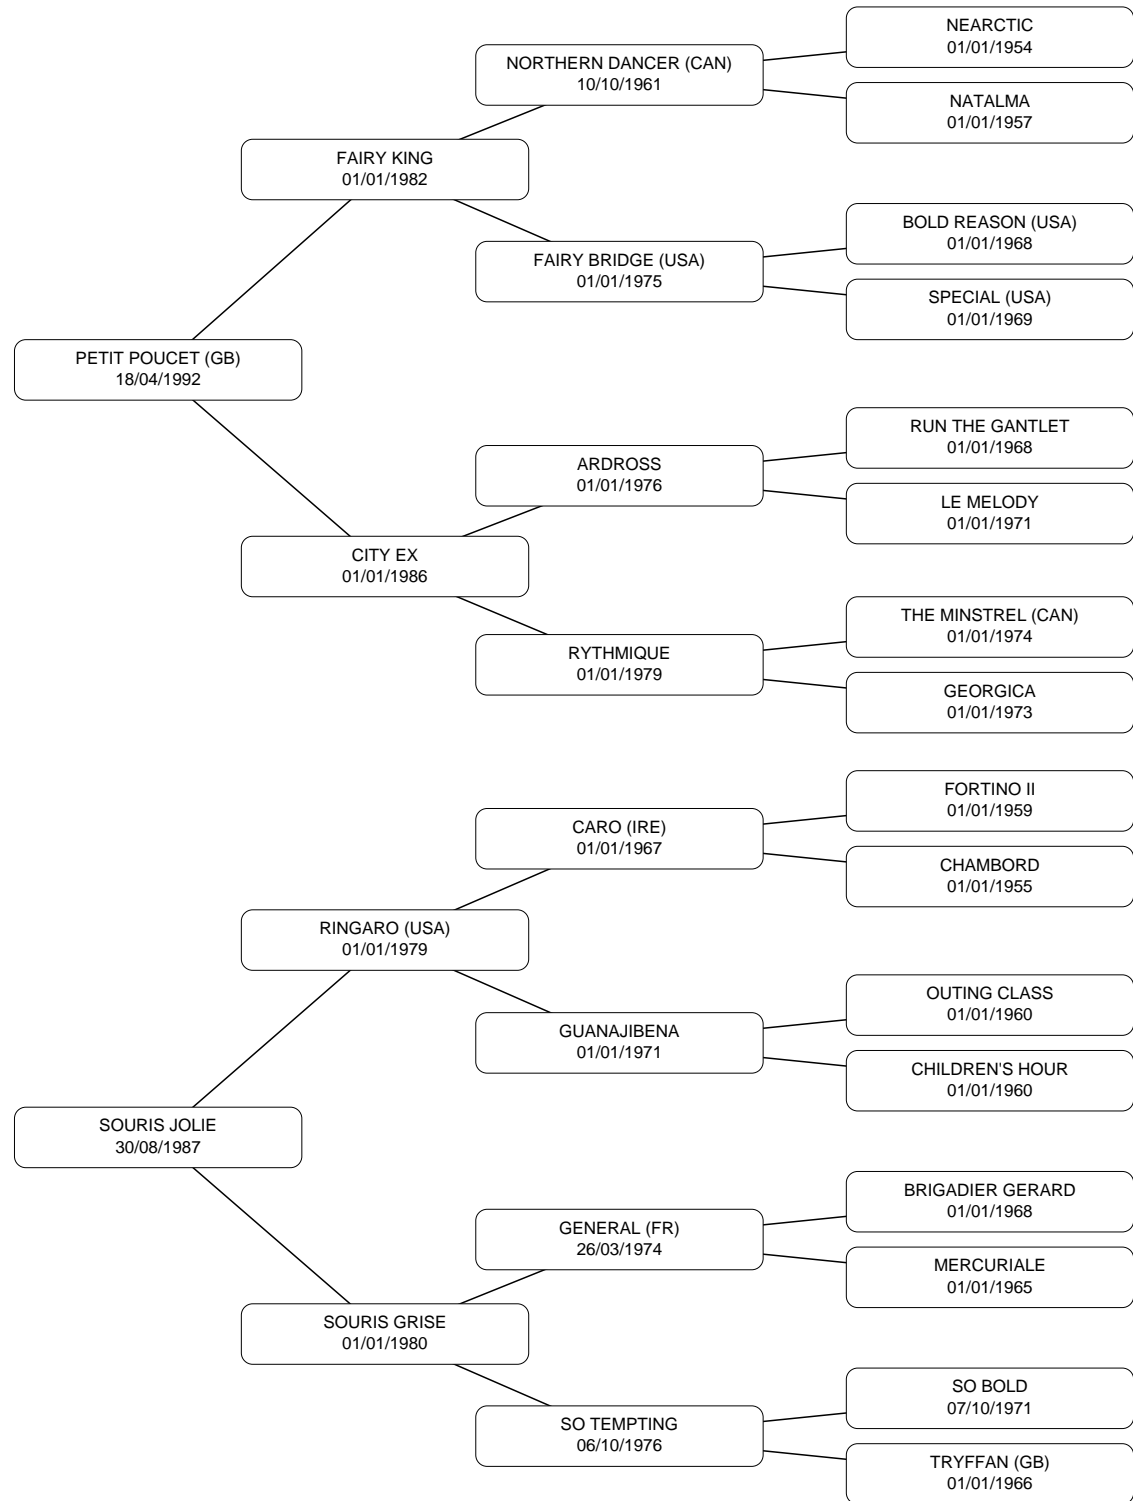 NEARCTIC
01/01/1954
NORTHERN DANCER (CAN)
10/10/1961
NATALMA
01/01/1957
FAIRY KING
01/01/1982
BOLD REASON (USA)
01/01/1968
FAIRY BRIDGE (USA)
01/01/1975
SPECIAL (USA)
01/01/1969
PETIT POUCET (GB)
18/04/1992
RUN THE GANTLET
01/01/1968
ARDROSS
01/01/1976
LE MELODY
01/01/1971
CITY EX
01/01/1986
THE MINSTREL (CAN)
01/01/1974
RYTHMIQUE
01/01/1979
GEORGICA
01/01/1973
FORTINO II
01/01/1959
CARO (IRE)
01/01/1967
CHAMBORD
01/01/1955
RINGARO (USA)
01/01/1979
OUTING CLASS
01/01/1960
GUANAJIBENA
01/01/1971
CHILDREN'S HOUR
01/01/1960
SOURIS JOLIE
30/08/1987
BRIGADIER GERARD
01/01/1968
GENERAL (FR)
26/03/1974
MERCURIALE
01/01/1965
SOURIS GRISE
01/01/1980
SO BOLD
07/10/1971
SO TEMPTING
06/10/1976
TRYFFAN (GB)
01/01/1966